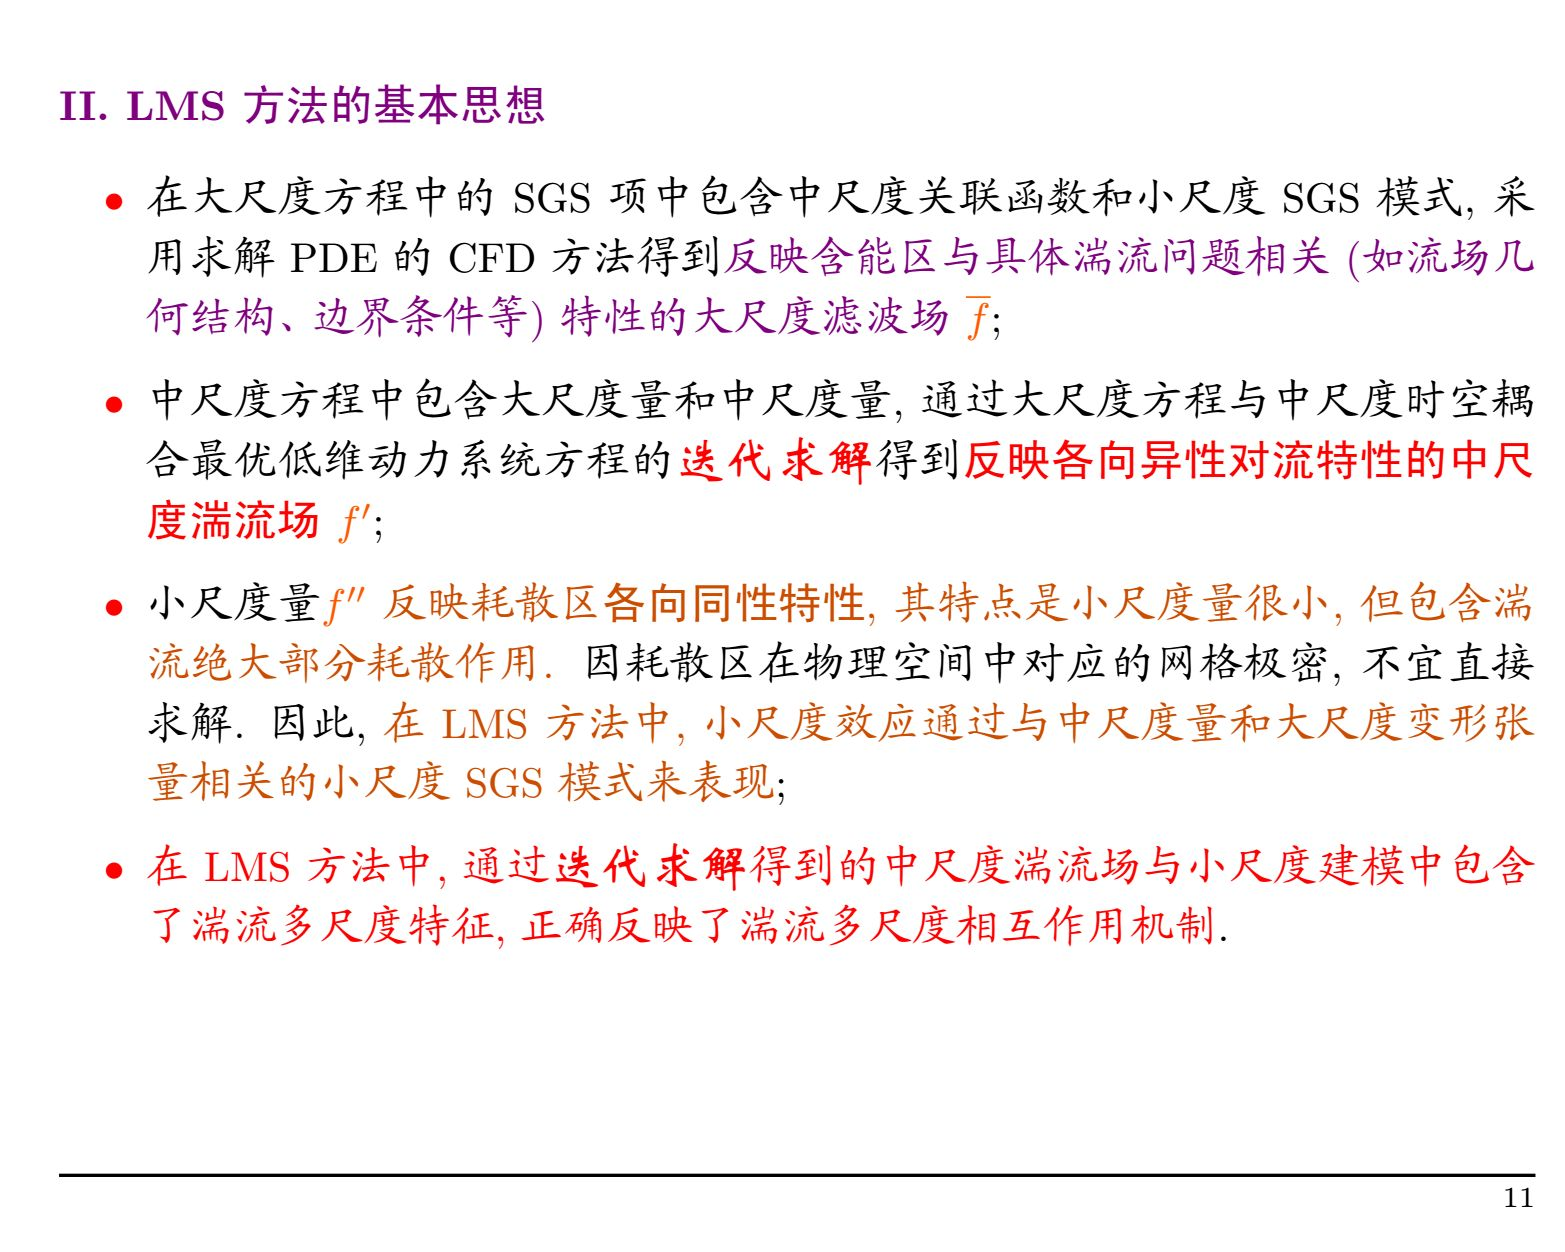 II. LMS 方法的基本思想
• 在大尺度方程中的 SGS 项中包含中尺度关联函数和小尺度 SGS 模式, 采
用求解 PDE 的 CFD 方法得到反映含能区与具体湍流问题相关 (如流场几
何结构、边界条件等) 特性的大尺度滤波场 f̅;
• 中尺度方程中包含大尺度量和中尺度量, 通过大尺度方程与中尺度时空耦
合最优低维动力系统方程的迭代求解得到反映各向异性对流特性的中尺
度湍流场 f′;
• 小尺度量f″ 反映耗散区各向同性特性, 其特点是小尺度量很小, 但包含湍
流绝大部分耗散作用. 因耗散区在物理空间中对应的网格极密, 不宜直接
求解. 因此, 在 LMS 方法中, 小尺度效应通过与中尺度量和大尺度变形张
量相关的小尺度 SGS 模式来表现;
• 在 LMS 方法中, 通过迭代求解得到的中尺度湍流场与小尺度建模中包含
了湍流多尺度特征, 正确反映了湍流多尺度相互作用机制.
11